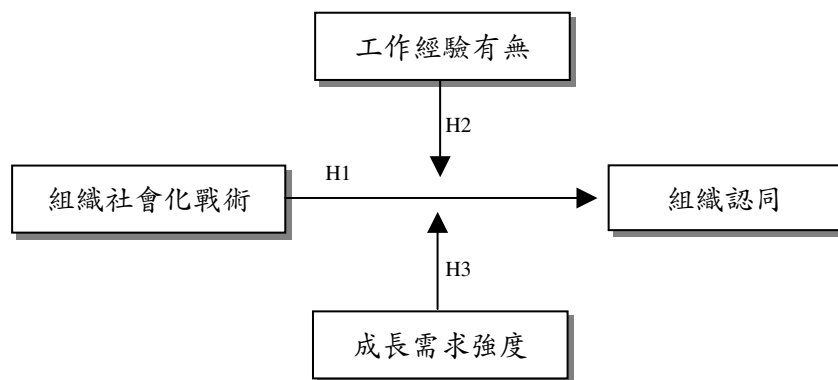 工作經驗有無
H2
H1
組織社會化戰術
組織認同
H3
成長需求強度